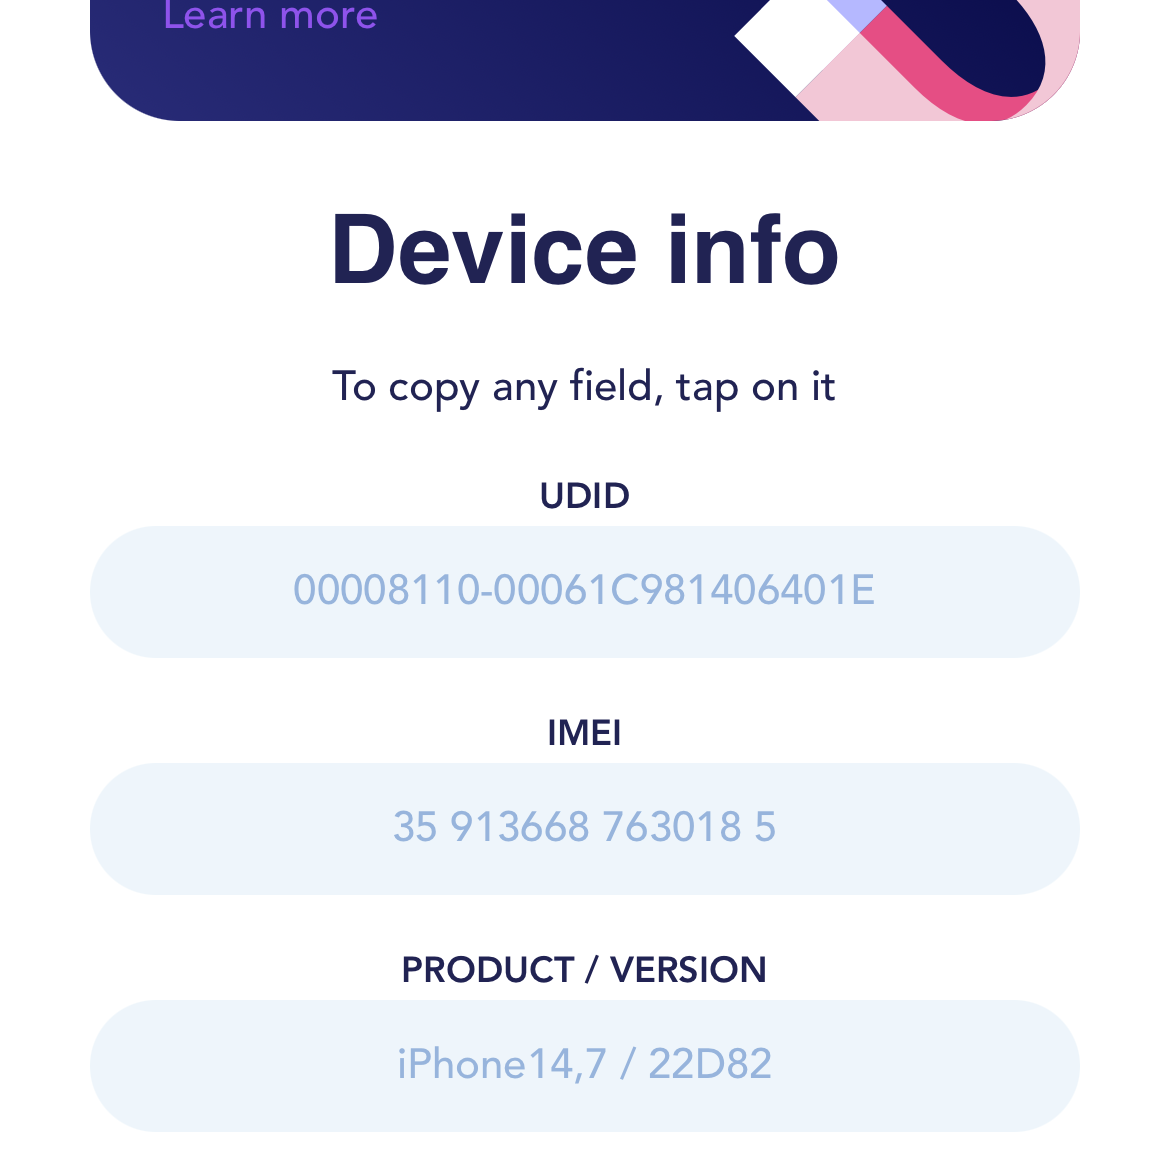 Learn more
Device info
To copy any field, tap on it
UDID
00008110-00061C981406401E
IMEI
35 913668 763018 5
PRODUCT / VERSION
iPhone14,7 / 22D82